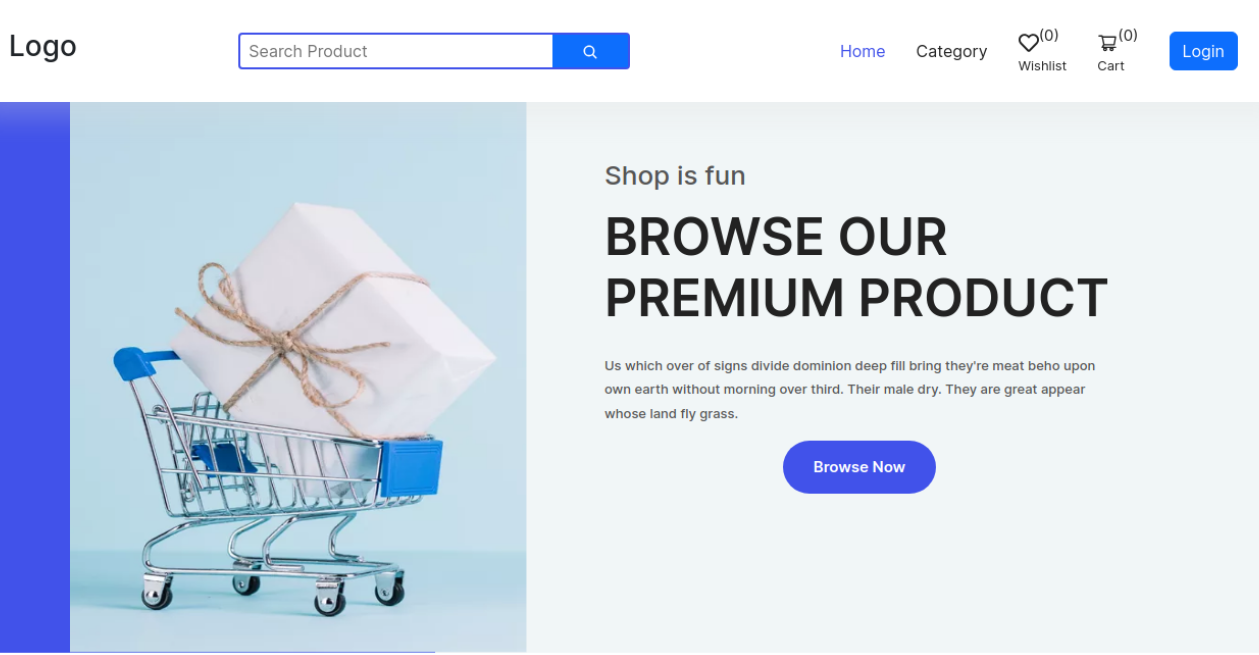 Logo
Search Product
Home
Category
(0)
Wishlist
(0)
Cart
Login
Shop is fun
BROWSE OUR
PREMIUM PRODUCT
Us which over of signs divide dominion deep fill bring they're meat beho upon
own earth without morning over third. Their male dry. They are great appear
whose land fly grass.
Browse Now